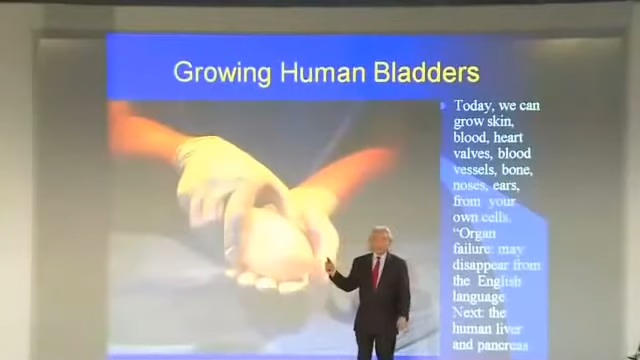 Growing Human Bladders
Today, we can
grow skin,
blood, heart
valves, blood
vessels, bone,
noses, ears,
from your
own cells.
“Organ
failure: may
disappear from
the English
language
Next: the
human liver
and pancreas